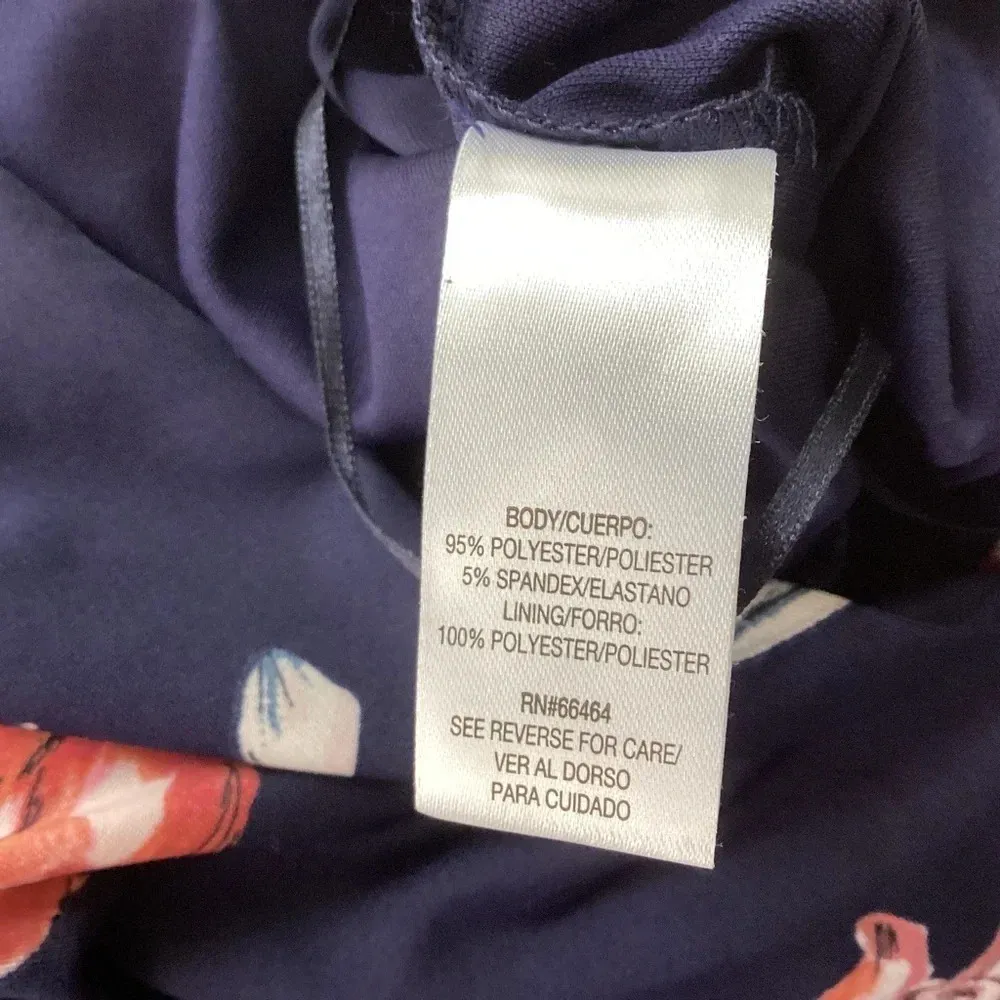 BODY/CUERPO:
95% POLYESTER/POLIESTER
5% SPANDEX/ELASTANO
LINING/FORRO:
100% POLYESTER/POLIESTER
RN#66464
SEE REVERSE FOR CARE/
VER AL DORSO
PARA CUIDADO